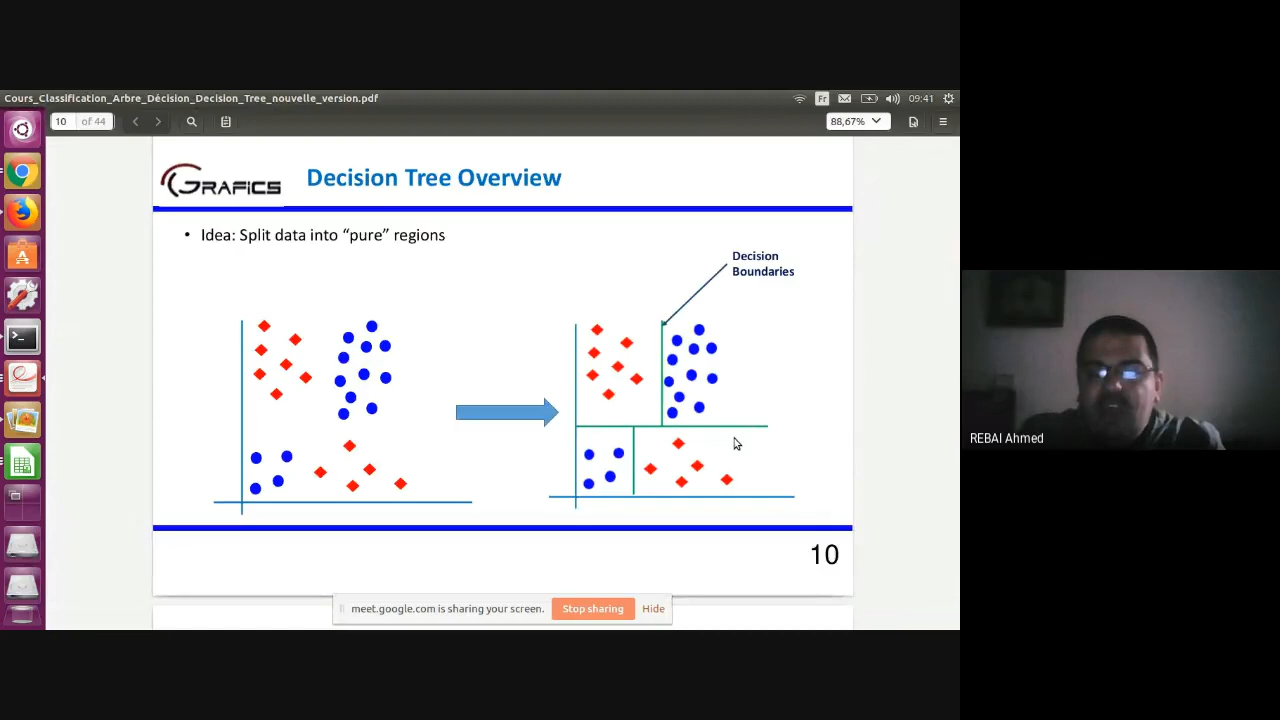 Cours_Classification_Arbre_Décision_Decision_Tree_nouvelle_version.pdf
Fr
09:41
10 of 44
88,67%
GRAFICS
Decision Tree Overview
• Idea: Split data into “pure” regions
Decision
Boundaries
10
meet.google.com is sharing your screen.
Stop sharing
Hide
REBAI Ahmed